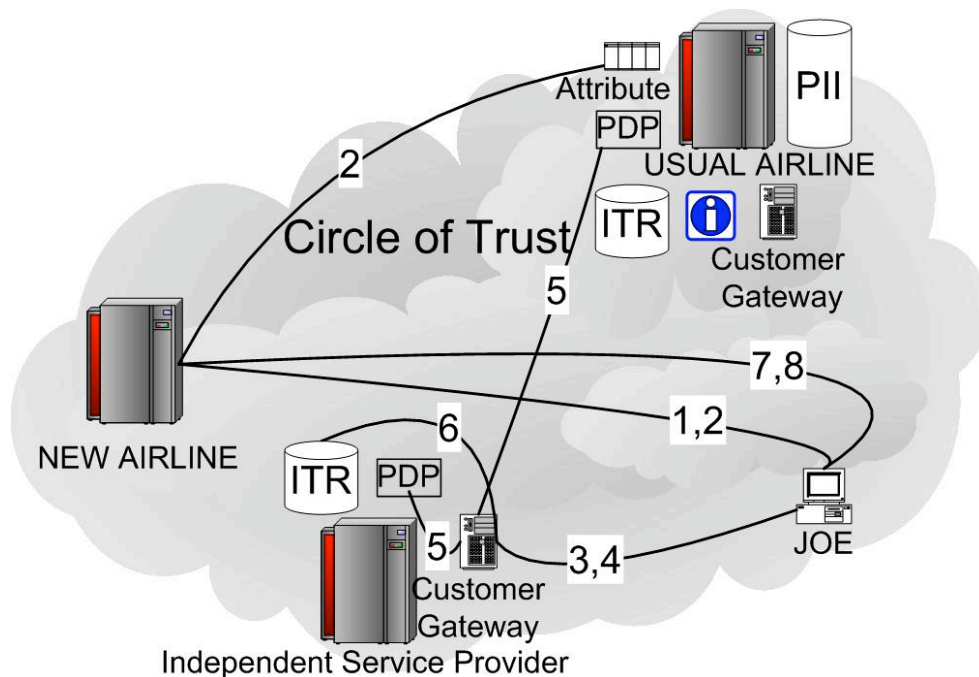 Attribute
PII
PDP
USUAL AIRLINE
2
ITR
i
Circle of Trust
Customer
Gateway
5
7,8
1,2
6
NEW AIRLINE
ITR
PDP
JOE
5
3,4
Customer
Gateway
Independent Service Provider